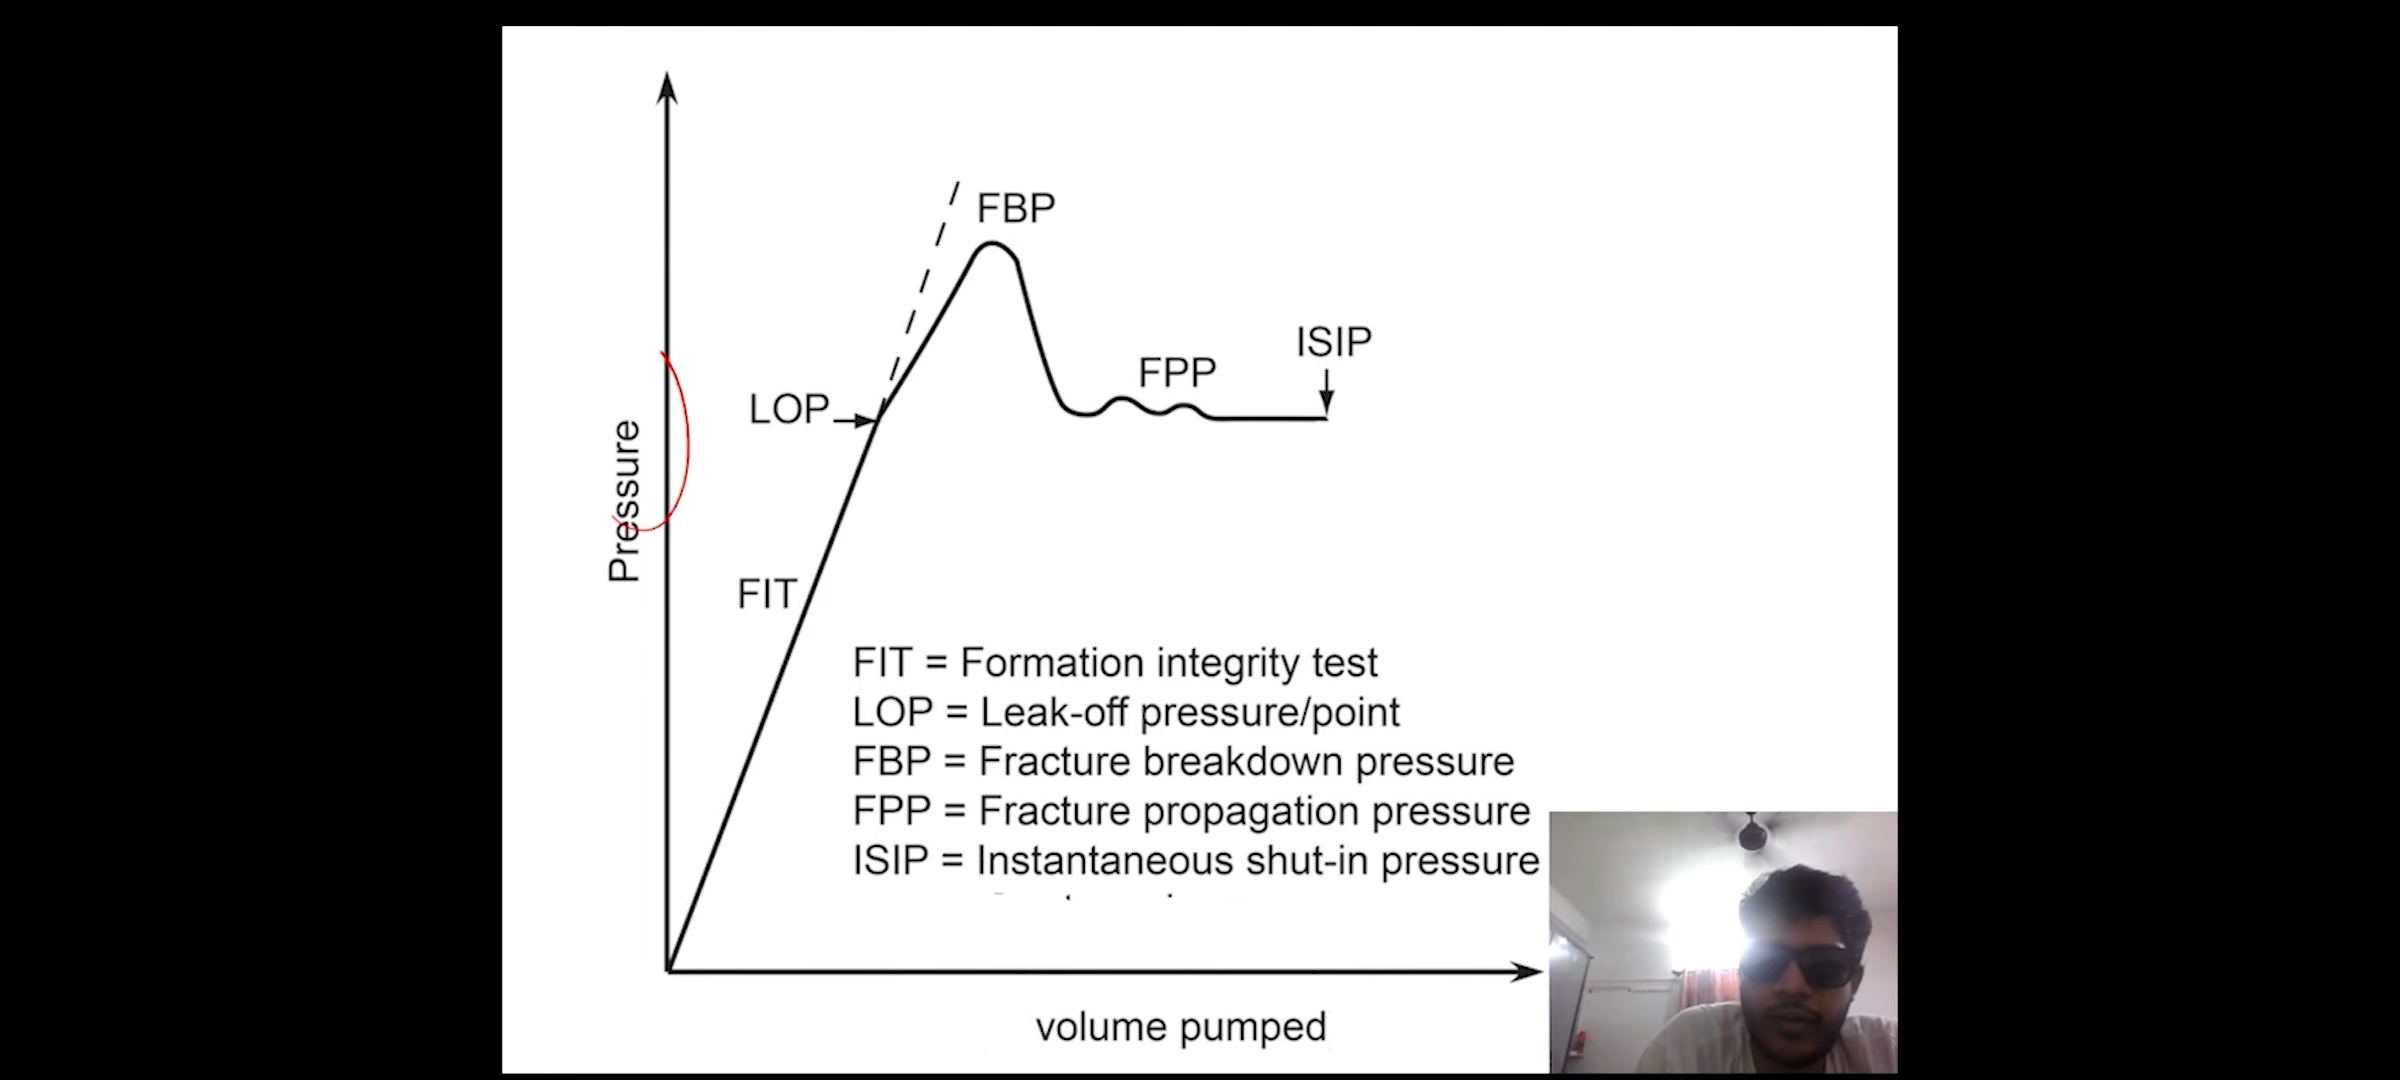 FBP
ISIP
FPP
LOP
Pressure
FIT
FIT = Formation integrity test
LOP = Leak-off pressure/point
FBP = Fracture breakdown pressure
FPP = Fracture propagation pressure
ISIP = Instantaneous shut-in pressure
volume pumped